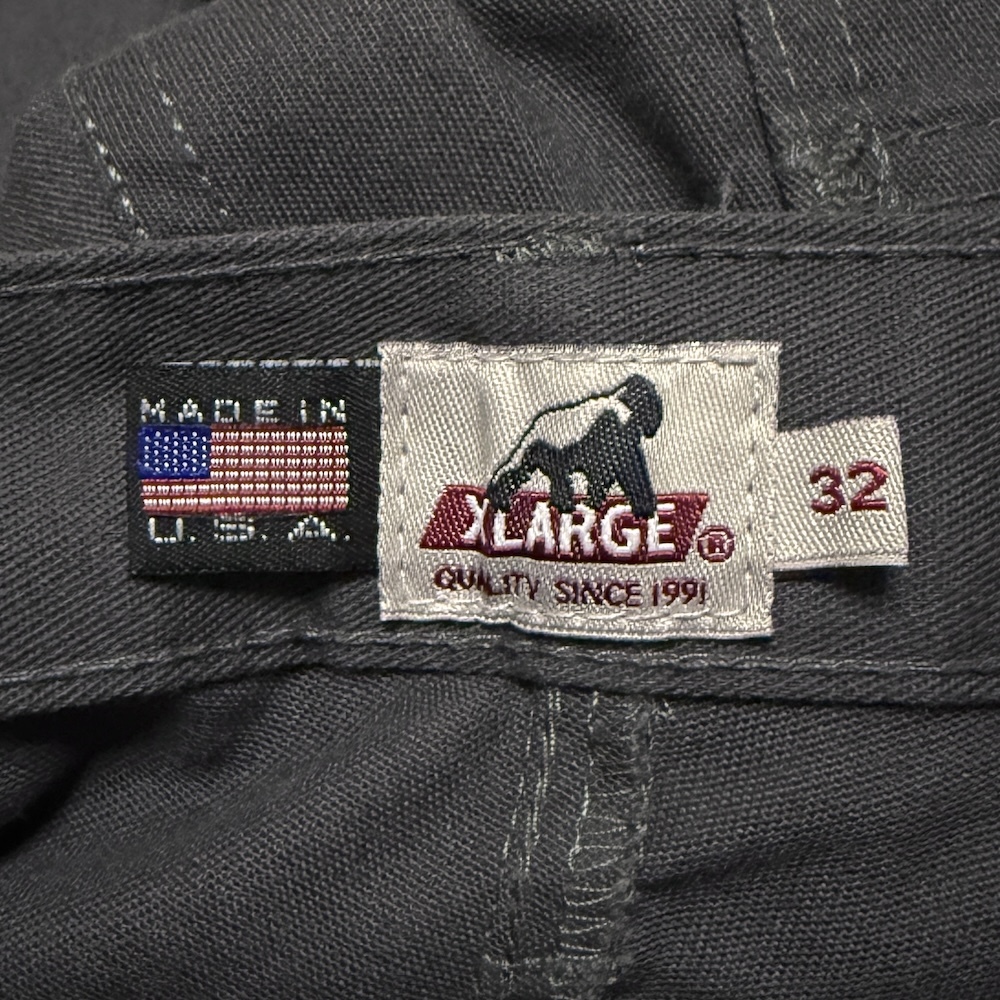 MADE IN
U.S.A.
XLARGE®
QUALITY SINCE 1991
32